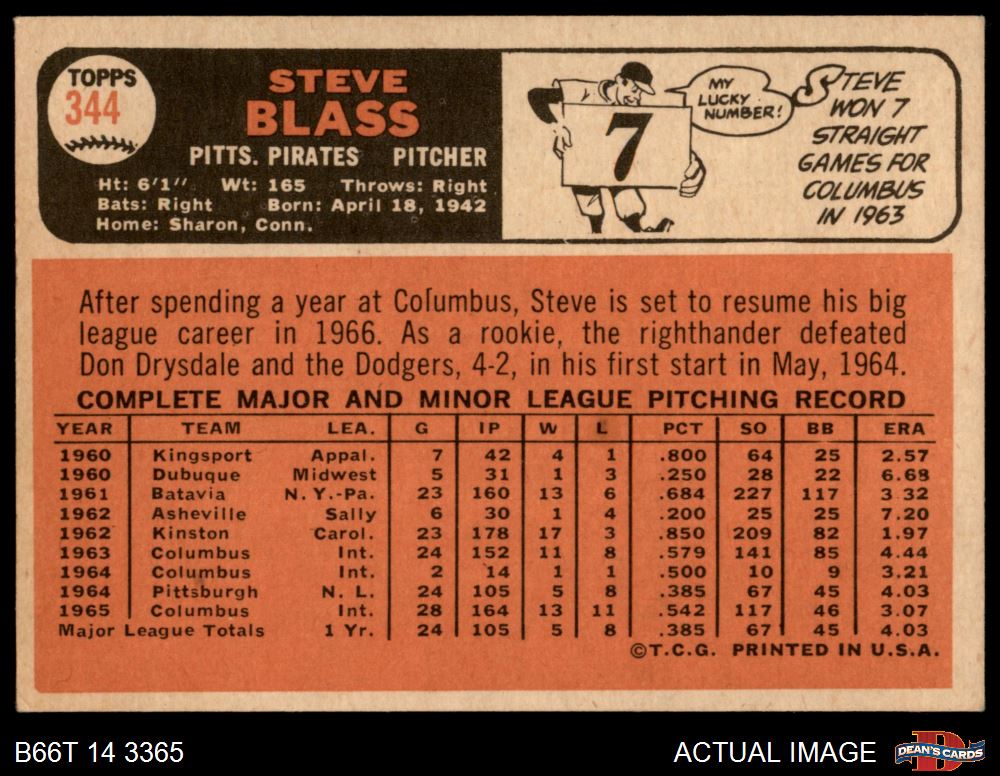 TOPPS
344
STEVE
BLASS
PITTS. PIRATES PITCHER
Ht: 6'1" Wt: 165 Throws: Right
Bats: Right Born: April 18, 1942
Home: Sharon, Conn.
7
MY
LUCKY
NUMBER!
STEVE
WON 7
STRAIGHT
GAMES FOR
COLUMBUS
IN 1963
After spending a year at Columbus, Steve is set to resume his big
league career in 1966. As a rookie, the righthander defeated
Don Drysdale and the Dodgers, 4-2, in his first start in May, 1964.
COMPLETE MAJOR AND MINOR LEAGUE PITCHING RECORD
YEAR TEAM LEA. G IP W L PCT SO BB ERA
1960 Kingsport Appal. 7 42 4 1 .800 64 25 2.57
1960 Dubuque Midwest 5 31 1 3 .250 28 22 6.68
1961 Batavia N.Y.-Pa. 23 160 13 6 .684 227 117 3.32
1962 Asheville Sally 6 30 1 4 .200 25 25 7.20
1962 Kinston Carol. 23 178 17 3 .850 209 82 1.97
1963 Columbus Int. 24 152 11 8 .579 141 85 4.44
1964 Columbus Int. 2 14 1 1 .500 10 9 3.21
1964 Pittsburgh N. L. 24 105 5 8 .385 67 45 4.03
1965 Columbus Int. 28 164 13 11 .542 117 46 3.07
Major League Totals 1 Yr. 24 105 5 8 .385 67 45 4.03
©T.C.G. PRINTED IN U.S.A.
B66T 14 3365
ACTUAL IMAGE
D
DEAN'S CARDS